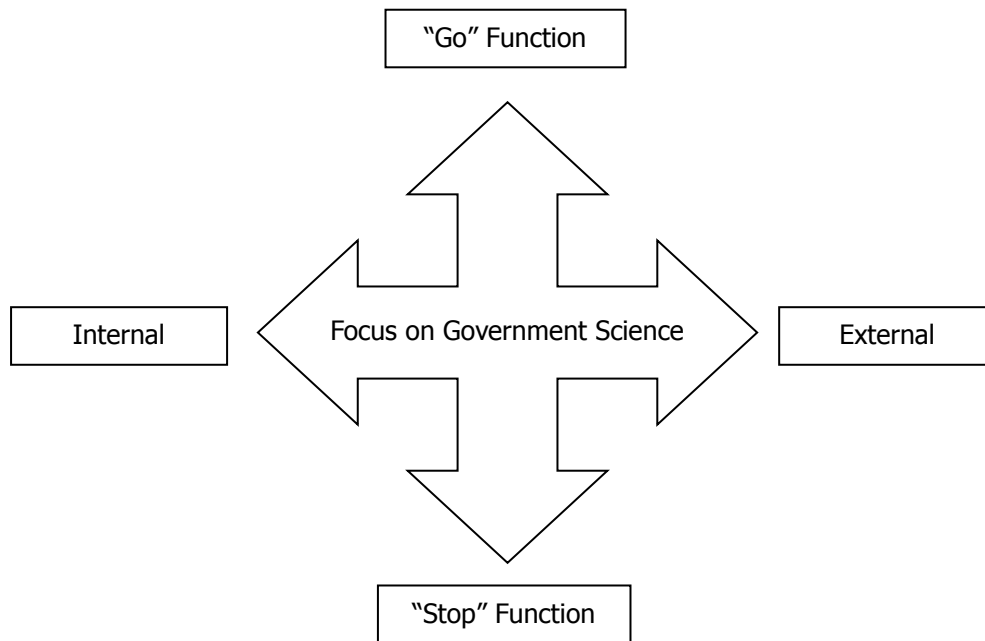 “Go” Function
Internal
Focus on Government Science
External
“Stop” Function